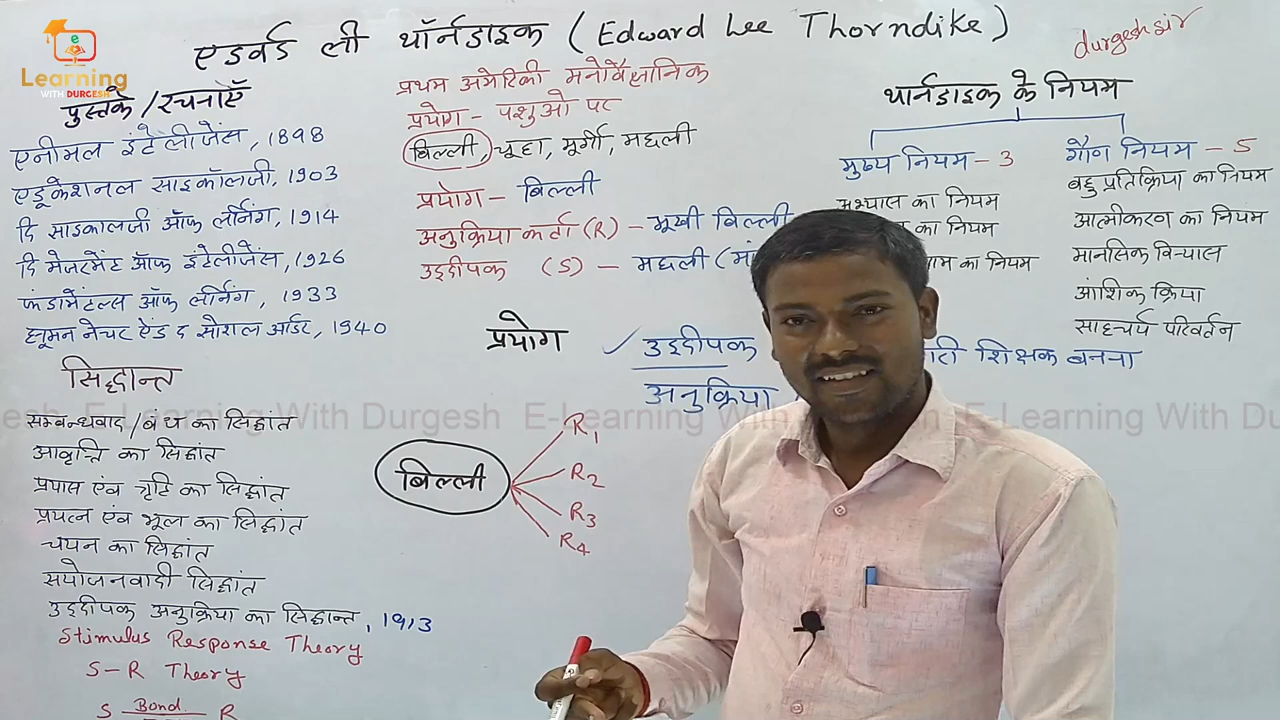 एडवर्ड ली थॉर्नडाइक (Edward Lee Thorndike)
durgesh sir
e
Learning
WITH DURGESH
पुस्तकें/रचनाएँ
एनीमल इंटेलीजेंस, 1898
एडूकेशनल साइकॉलजी, 1903
दि साइकालजी ऑफ लर्निंग, 1914
दि मेजरमेंट ऑफ इंटेलीजेंस, 1926
फंडामेंटल्स ऑफ लर्निंग, 1933
ह्यूमन नेचर ऐंड द सोशल आर्डर, 1940
सिद्धान्त
सम्बन्धवाद/बंध का सिद्धांत
आवृत्ति का सिद्धांत
प्रयास एंव त्रुटि का सिद्धांत
प्रयत्न एंव भूल का सिद्धांत
चयन का सिद्धांत
सयोजनवादी सिद्धांत
उद्दीपक अनुक्रिया का सिद्धान्त, 1913
Stimulus Response Theory
S-R Theory
S Bond R
प्रथम अमेरिकी मनोवैज्ञानिक
प्रयोग - पशुओ पर
बिल्ली, चूहा, मूर्गी, मछली
प्रयोग - बिल्ली
अनुक्रिया कर्ता (R) - भूखी बिल्ली
उद्दीपक (S) - मछली (मां
प्रयोग
✓ उद्दीपक शिक्षक बनना
अनुक्रिया
बिल्ली
R1
R2
R3
R4
थार्नडाइक के नियम
मुख्य नियम - 3
अभ्यास का नियम
का नियम
का नियम
गौण नियम - 5
बहु प्रतिक्रिया का नियम
आत्मीकरण का नियम
मानसिक विन्यास
आंशिक क्रिया
साहचर्य परिवर्तन
esh E-Learning With Durgesh E-Learning With Du